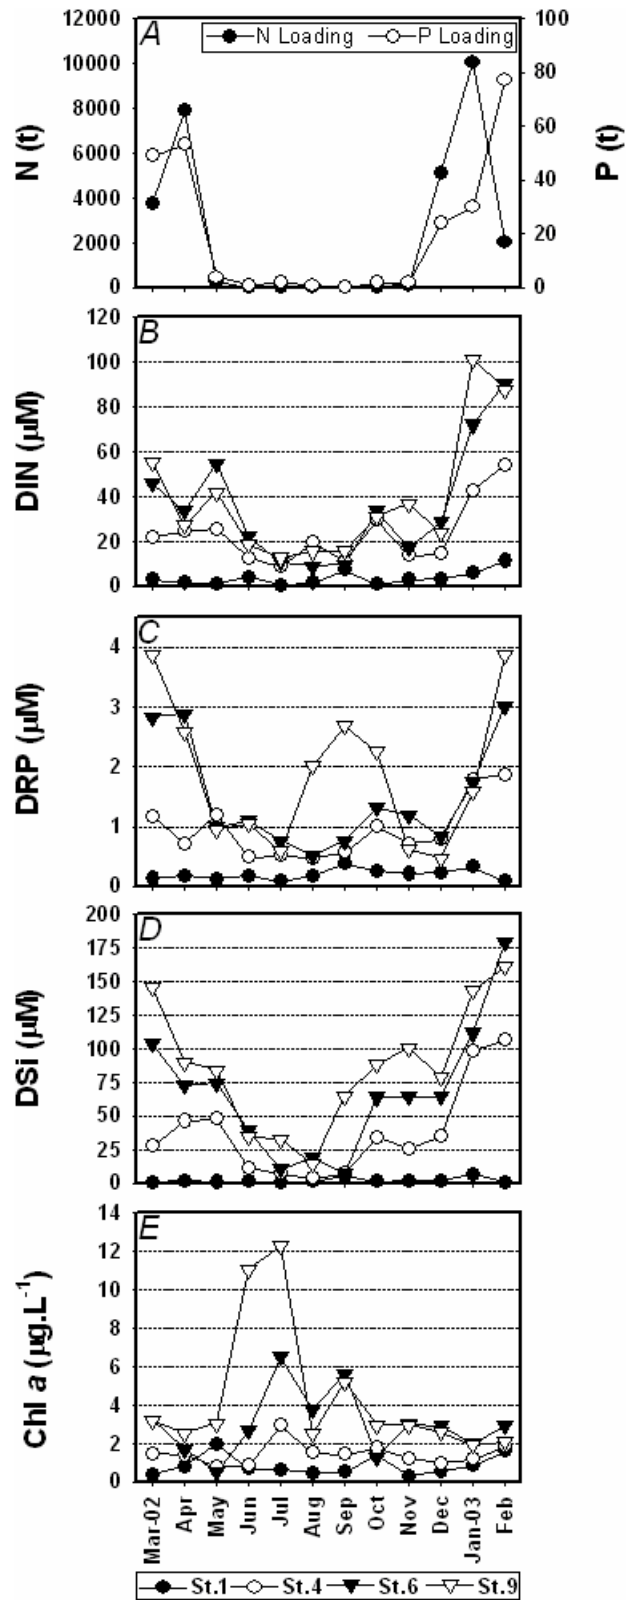 A
N Loading P Loading
12000
10000
8000
6000
4000
2000
0
N (t)
100
80
60
40
20
0
P (t)
B
120
100
80
60
40
20
0
DIN (µM)
C
4
3
2
1
0
DRP (µM)
D
200
175
150
125
100
75
50
25
0
DSi (µM)
E
14
12
10
8
6
4
2
0
Chl a (µg.L-1)
Mar-02
Apr
May
Jun
Jul
Aug
Sep
Oct
Nov
Dec
Jan-03
Feb
St.1 St.4 St.6 St.9